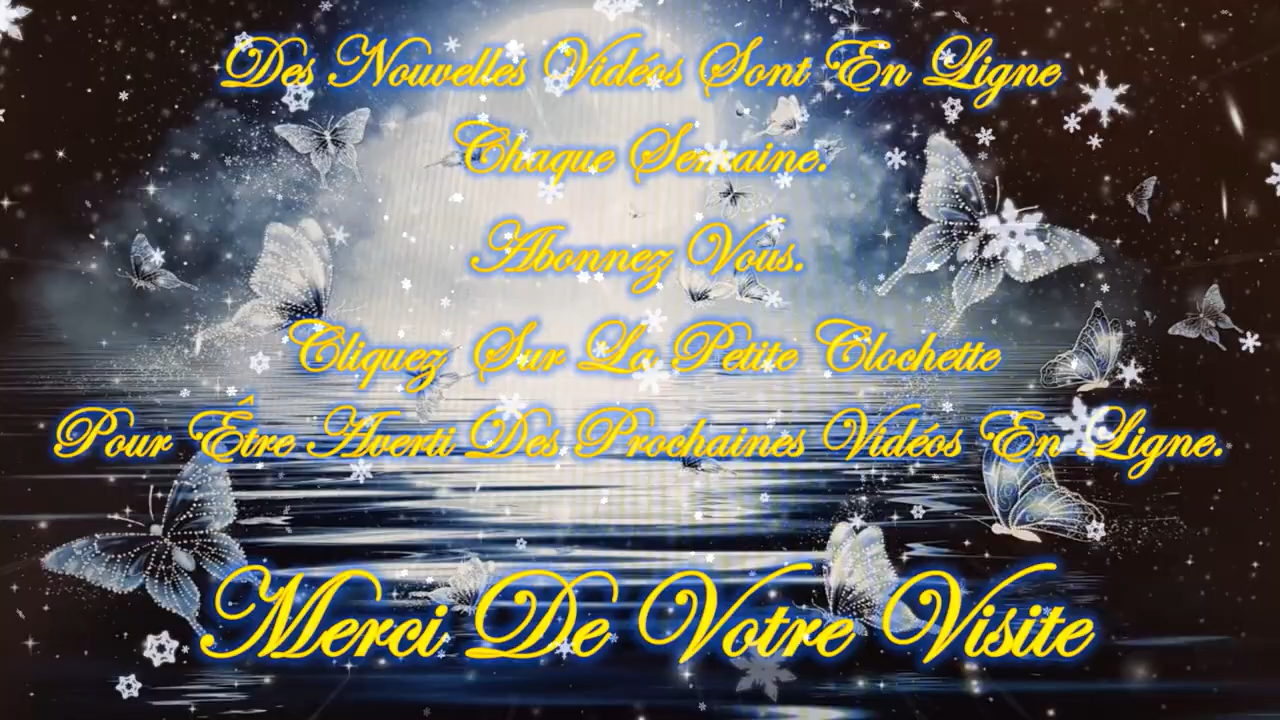 Des Nouvelles Vidéos Sont En Ligne
Chaque Semaine.
Abonnez Vous.
Cliquez Sur La Petite Clochette
Pour Être Averti Des Prochaines Vidéos En Ligne.
Merci De Votre Visite